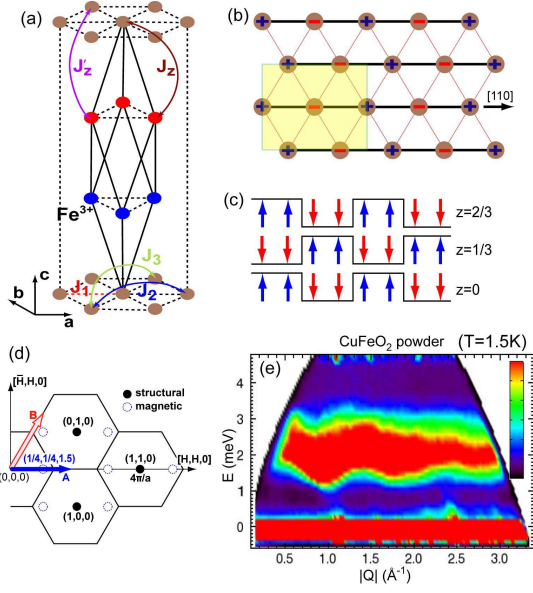 (a)
J'z
Jz
Fe3+
J1
J2
J3
c
b
a
(b)
+ − + − +
+ − + −
+ − + − +
+ − + − +
[110]
(c)
z=2/3
z=1/3
z=0
(d)
[H̅,H,0]
structural
magnetic
B
(0,1,0)
(1/4,1/4,1.5)
(1,1,0)
[H,H,0]
(0,0,0)
A
4π/a
(1,0,0)
CuFeO2 powder (T=1.5K)
(e)
E (meV)
4
3
2
1
0
0.5 1.0 1.5 2.0 2.5 3.0
|Q| (Å-1)